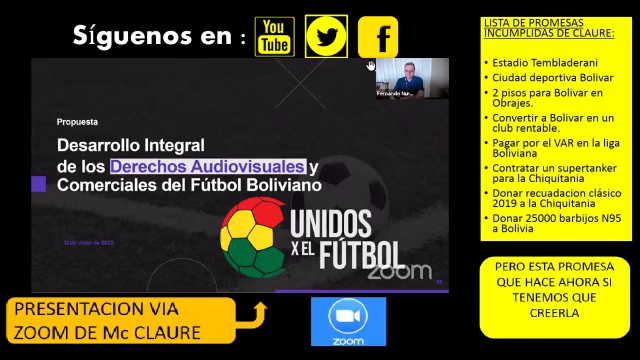 Síguenos en :
You
Tube
f
LISTA DE PROMESAS
INCUMPLIDAS DE CLAURE:
Estadio Tembladerani
Ciudad deportiva Bolivar
2 pisos para Bolivar en
Obrajes.
Convertir a Bolivar en un
club rentable.
Pagar por el VAR en la liga
Boliviana
Contratar un supertanker
para la Chiquitania
Donar recuadacion clásico
2019 a la Chiquitania
Donar 25000 barbijos N95
a Bolivia
Propuesta
Desarrollo Integral
de los Derechos Audiovisuales y
Comerciales del Fútbol Boliviano
UNIDOS
X EL FÚTBOL
zoom
PERO ESTA PROMESA
QUE HACE AHORA SI
TENEMOS QUE
CREERLA
PRESENTACION VIA
ZOOM DE Mc CLAURE
zoom